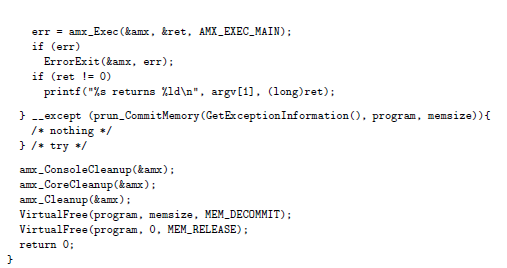 err = amx_Exec(&amx, &ret, AMX_EXEC_MAIN);
if (err)
ErrorExit(&amx, err);
if (ret != 0)
printf("%s returns %ld\n", argv[1], (long)ret);
} __except (prun_CommitMemory(GetExceptionInformation(), program, memsize)){
/* nothing */
} /* try */
amx_ConsoleCleanup(&amx);
amx_CoreCleanup(&amx);
amx_Cleanup(&amx);
VirtualFree(program, memsize, MEM_DECOMMIT);
VirtualFree(program, 0, MEM_RELEASE);
return 0;
}